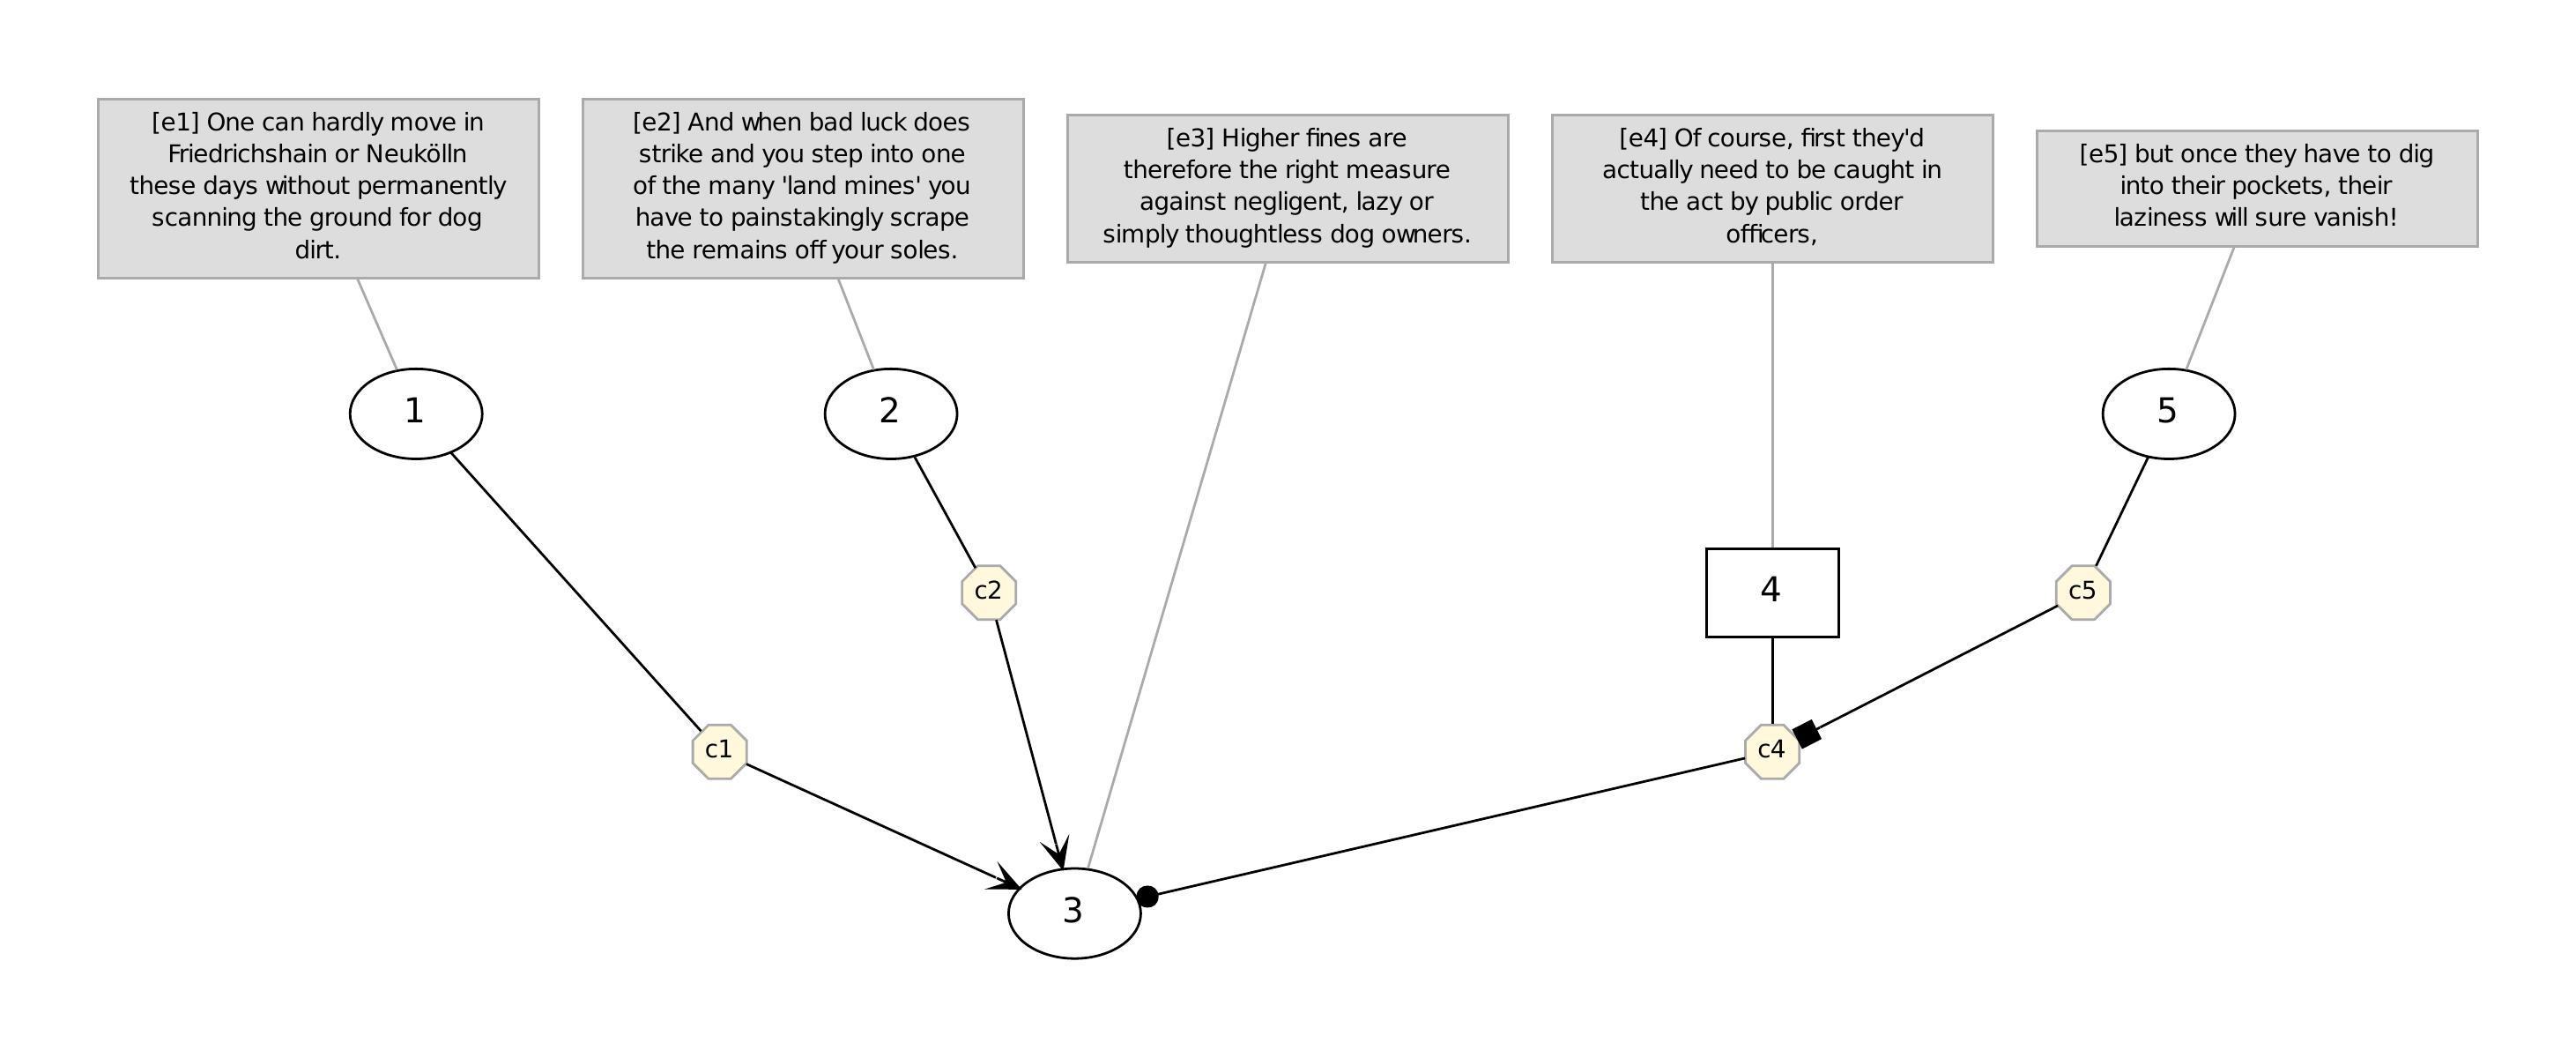 [e1] One can hardly move in
Friedrichshain or Neukölln
these days without permanently
scanning the ground for dog
dirt.
[e2] And when bad luck does
strike and you step into one
of the many 'land mines' you
have to painstakingly scrape
the remains off your soles.
[e3] Higher fines are
therefore the right measure
against negligent, lazy or
simply thoughtless dog owners.
[e4] Of course, first they'd
actually need to be caught in
the act by public order
officers,
[e5] but once they have to dig
into their pockets, their
laziness will sure vanish!
1
2
5
c2
4
c5
c1
c4
3